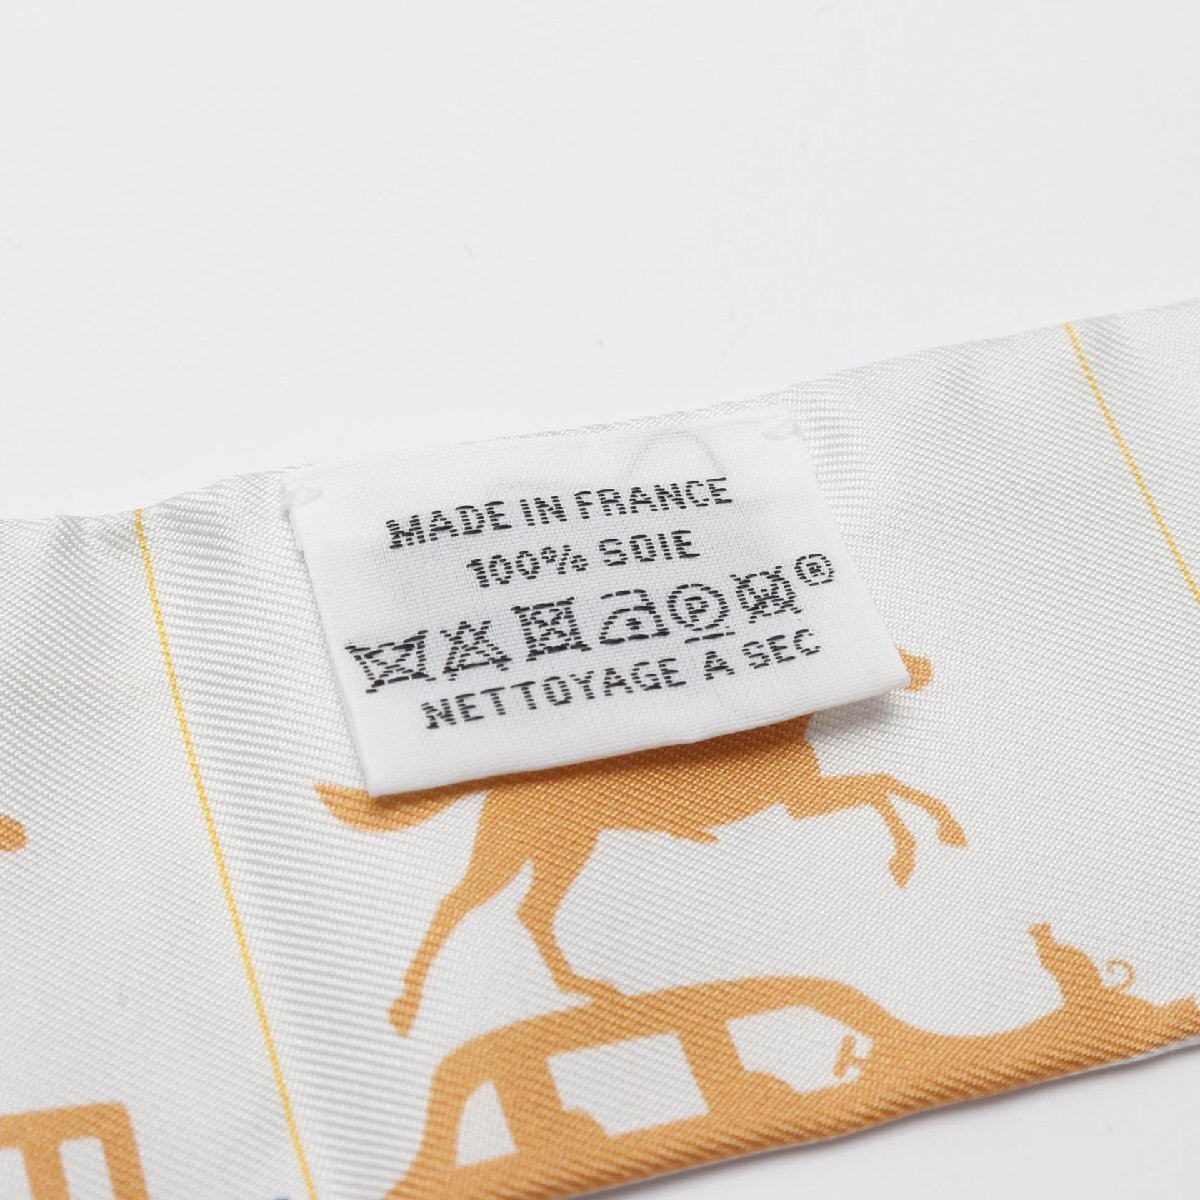 MADE IN FRANCE
100% SOIE
P W ®
NETTOYAGE A SEC